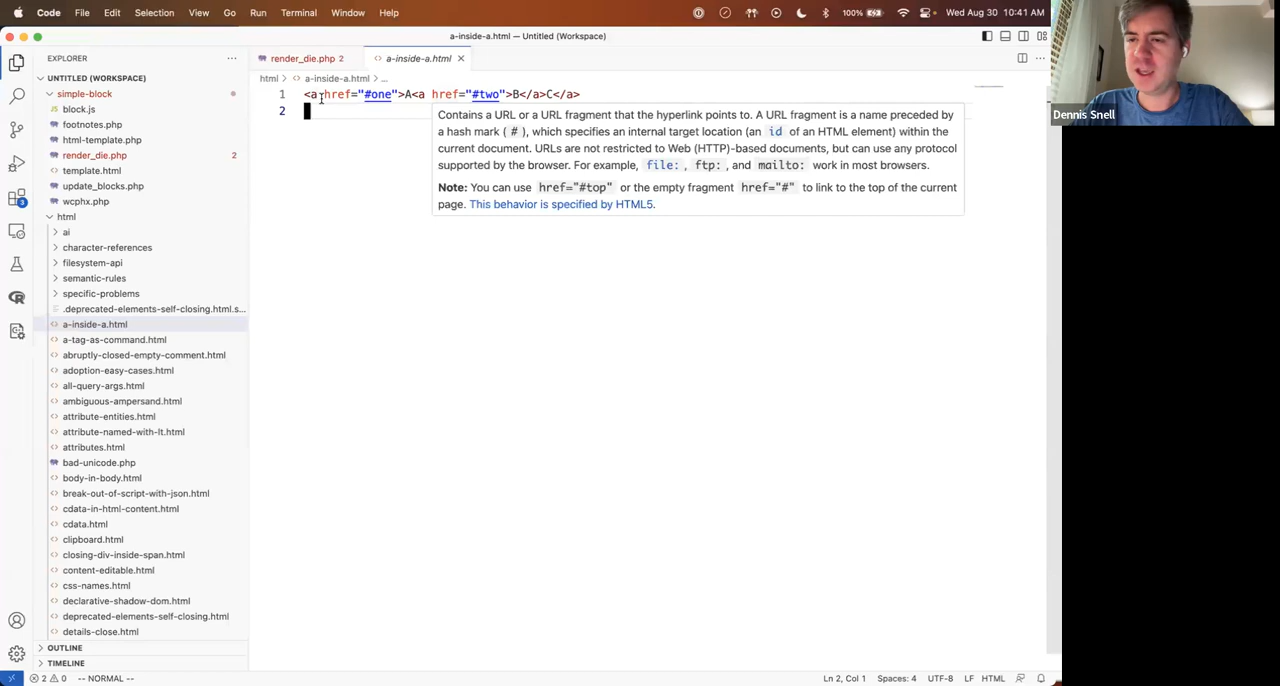 Code File Edit Selection View Go Run Terminal Window Help 100% Wed Aug 30 10:41 AM
a-inside-a.html — Untitled (Workspace)
EXPLORER
render_die.php 2
a-inside-a.html
UNTITLED (WORKSPACE)
html > a-inside-a.html > ...
simple-block
1 <a href="#one">A<a href="#two">B</a>C</a>
2
block.js
footnotes.php
html-template.php
render_die.php 2
template.html
update_blocks.php
wcphx.php
html
ai
character-references
filesystem-api
semantic-rules
specific-problems
.deprecated-elements-self-closing.html.s...
a-inside-a.html
a-tag-as-command.html
abruptly-closed-empty-comment.html
adoption-easy-cases.html
all-query-args.html
ambiguous-ampersand.html
attribute-entities.html
attribute-named-with-lt.html
attributes.html
bad-unicode.php
body-in-body.html
break-out-of-script-with-json.html
cdata-in-html-content.html
cdata.html
clipboard.html
closing-div-inside-span.html
content-editable.html
css-names.html
declarative-shadow-dom.html
deprecated-elements-self-closing.html
details-close.html
OUTLINE
TIMELINE
Contains a URL or a URL fragment that the hyperlink points to. A URL fragment is a name preceded by
a hash mark ( # ), which specifies an internal target location (an id of an HTML element) within the
current document. URLs are not restricted to Web (HTTP)-based documents, but can use any protocol
supported by the browser. For example, file: , ftp: , and mailto: work in most browsers.
Note: You can use href="#top" or the empty fragment href="#" to link to the top of the current
page. This behavior is specified by HTML5.
3
Dennis Snell
2 0 -- NORMAL -- Ln 2, Col 1 Spaces: 4 UTF-8 LF HTML